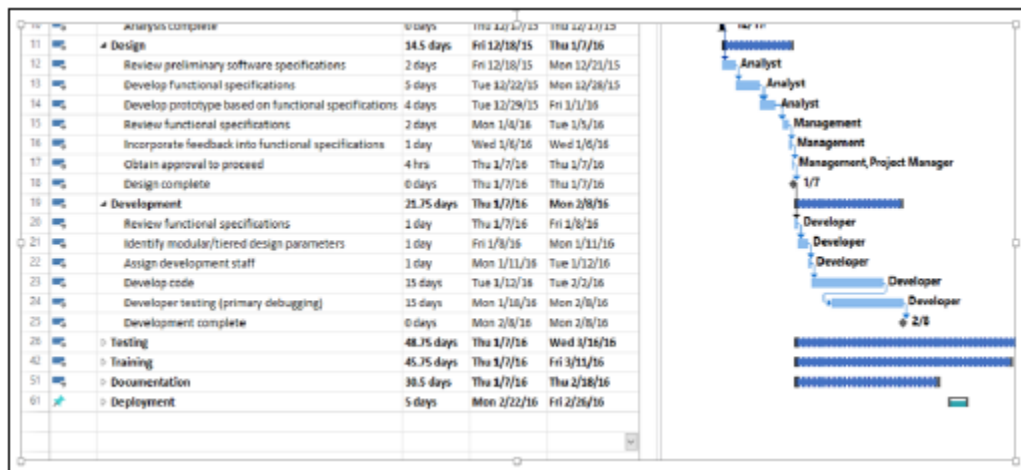 Analysis complete 0 days Thu 12/17/15 Thu 12/17/15 12/17
11 Design 14.5 days Fri 12/18/15 Thu 1/7/16
12 Review preliminary software specifications 2 days Fri 12/18/15 Mon 12/21/15 Analyst
13 Develop functional specifications 5 days Tue 12/22/15 Mon 12/28/15 Analyst
14 Develop prototype based on functional specifications 4 days Tue 12/29/15 Fri 1/1/16 Analyst
15 Review functional specifications 2 days Mon 1/4/16 Tue 1/5/16 Management
16 Incorporate feedback into functional specifications 1 day Wed 1/6/16 Wed 1/6/16 Management
17 Obtain approval to proceed 4 hrs Thu 1/7/16 Thu 1/7/16 Management, Project Manager
18 Design complete 0 days Thu 1/7/16 Thu 1/7/16 1/7
19 Development 21.75 days Thu 1/7/16 Mon 2/8/16
20 Review functional specifications 1 day Thu 1/7/16 Fri 1/8/16 Developer
21 Identify modular/tiered design parameters 1 day Fri 1/8/16 Mon 1/11/16 Developer
22 Assign development staff 1 day Mon 1/11/16 Tue 1/12/16 Developer
23 Develop code 15 days Tue 1/12/16 Tue 2/2/16 Developer
24 Developer testing (primary debugging) 15 days Mon 1/18/16 Mon 2/8/16 Developer
25 Development complete 0 days Mon 2/8/16 Mon 2/8/16 2/8
26 Testing 48.75 days Thu 1/7/16 Wed 3/16/16
42 Training 45.75 days Thu 1/7/16 Fri 3/11/16
51 Documentation 30.5 days Thu 1/7/16 Thu 2/18/16
61 Deployment 5 days Mon 2/22/16 Fri 2/26/16